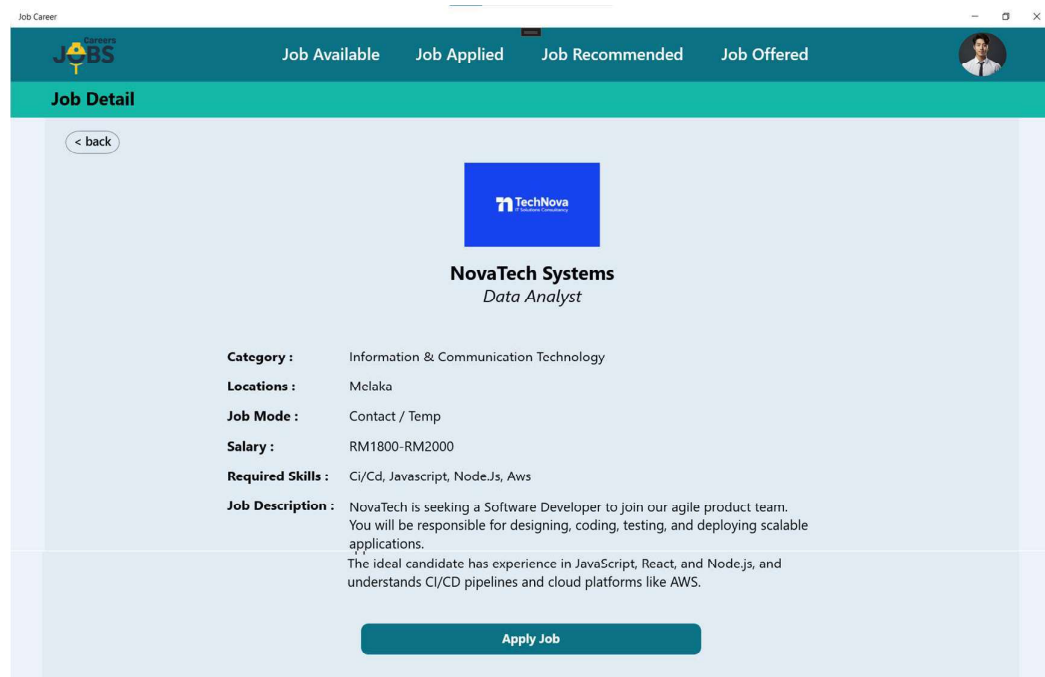 Job Career
Careers
JOBS
Job Available Job Applied Job Recommended Job Offered
Job Detail
< back
TechNova
IT Solutions Consultancy
NovaTech Systems
Data Analyst
Category : Information & Communication Technology
Locations : Melaka
Job Mode : Contact / Temp
Salary : RM1800-RM2000
Required Skills : Ci/Cd, Javascript, Node.Js, Aws
Job Description : NovaTech is seeking a Software Developer to join our agile product team.
You will be responsible for designing, coding, testing, and deploying scalable
applications.
The ideal candidate has experience in JavaScript, React, and Node.js, and
understands CI/CD pipelines and cloud platforms like AWS.
Apply Job